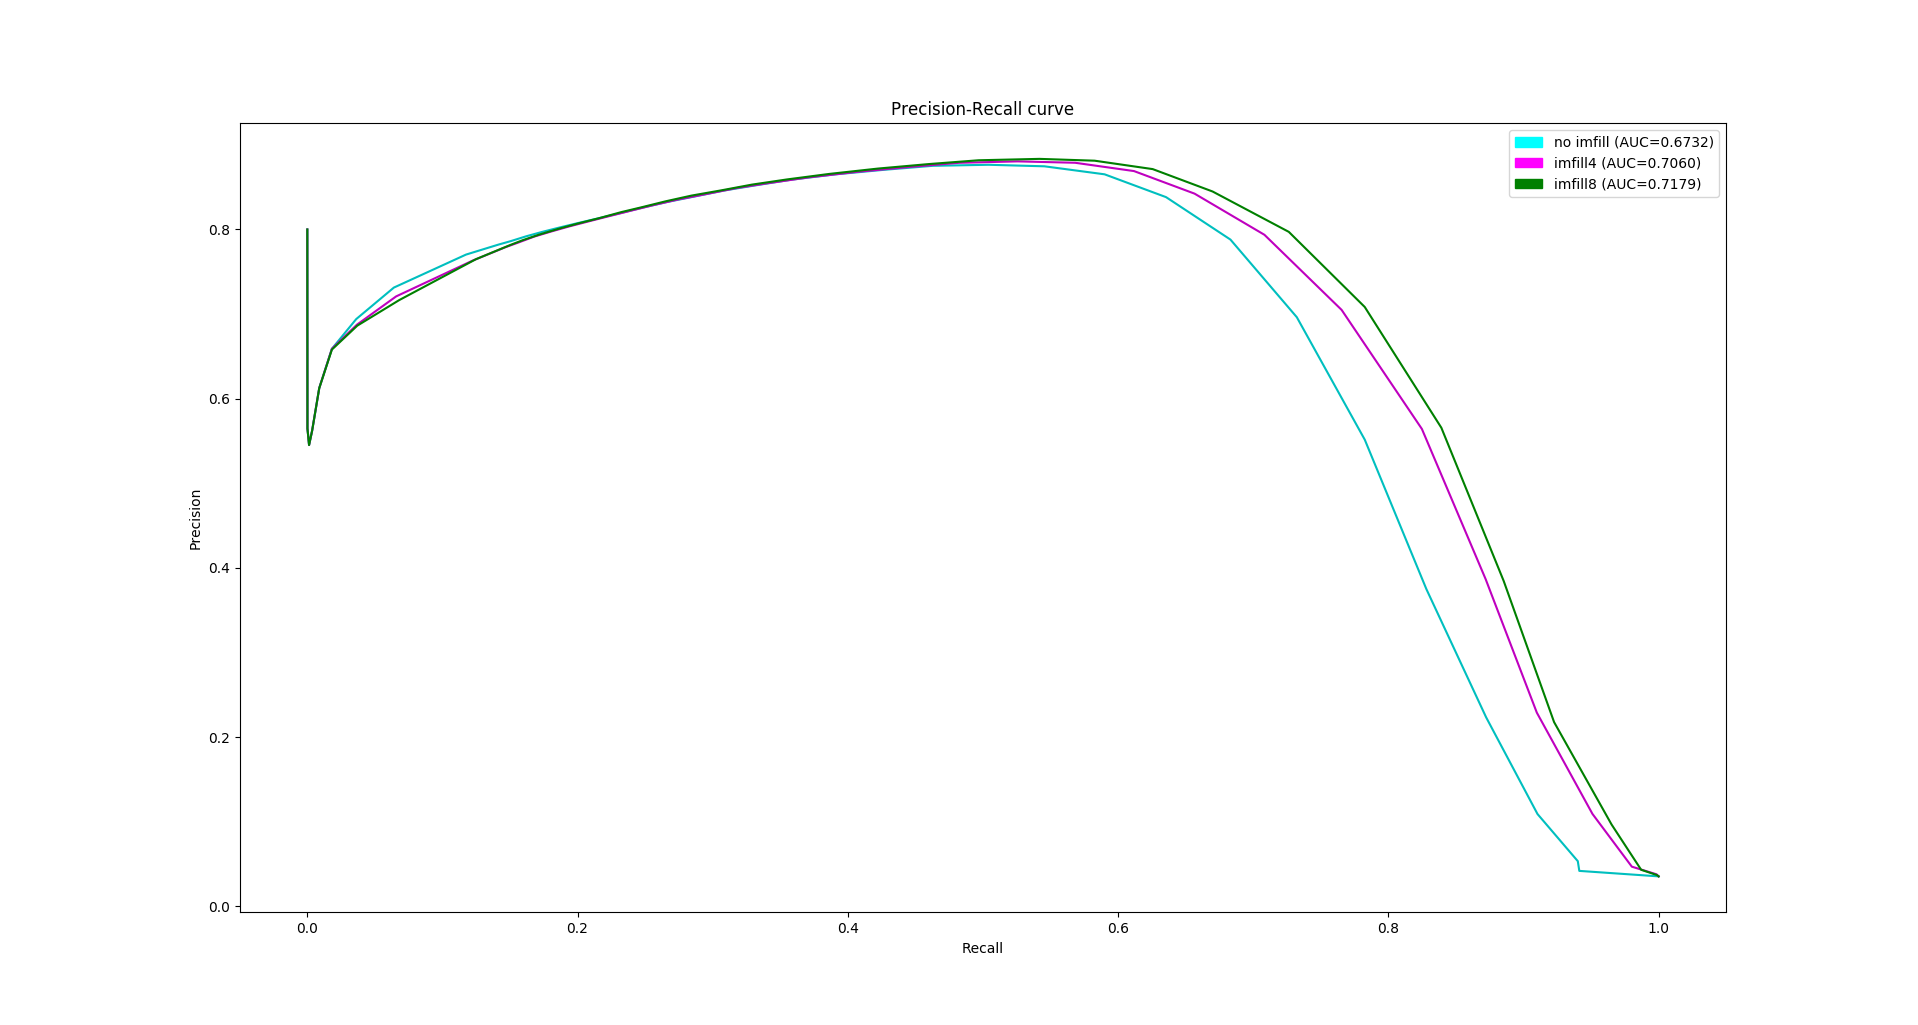 Precision-Recall curve
no imfill (AUC=0.6732)
imfill4 (AUC=0.7060)
imfill8 (AUC=0.7179)
0.8
0.6
0.4
0.2
0.0
Precision
0.0 0.2 0.4 0.6 0.8 1.0
Recall